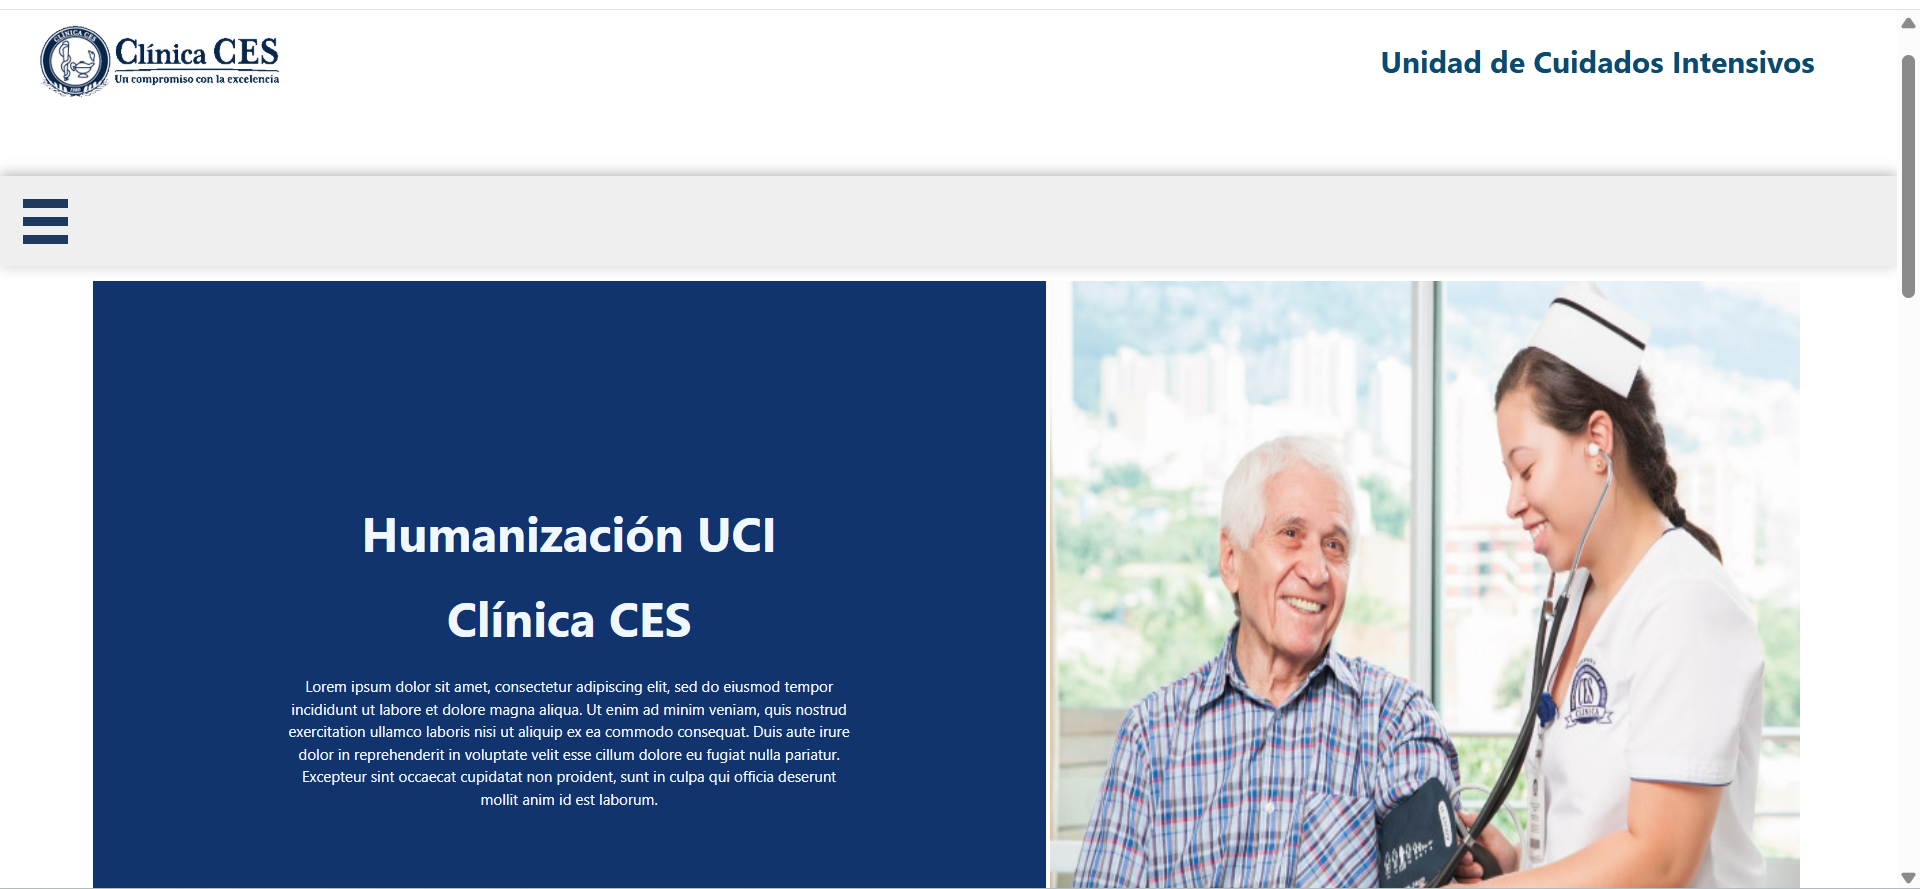 CLÍNICA CES
Clínica CES
Un compromiso con la excelencia
Unidad de Cuidados Intensivos
Humanización UCI
Clínica CES
Lorem ipsum dolor sit amet, consectetur adipiscing elit, sed do eiusmod tempor
incididunt ut labore et dolore magna aliqua. Ut enim ad minim veniam, quis nostrud
exercitation ullamco laboris nisi ut aliquip ex ea commodo consequat. Duis aute irure
dolor in reprehenderit in voluptate velit esse cillum dolore eu fugiat nulla pariatur.
Excepteur sint occaecat cupidatat non proident, sunt in culpa qui officia deserunt
mollit anim id est laborum.
CES
CLINICA